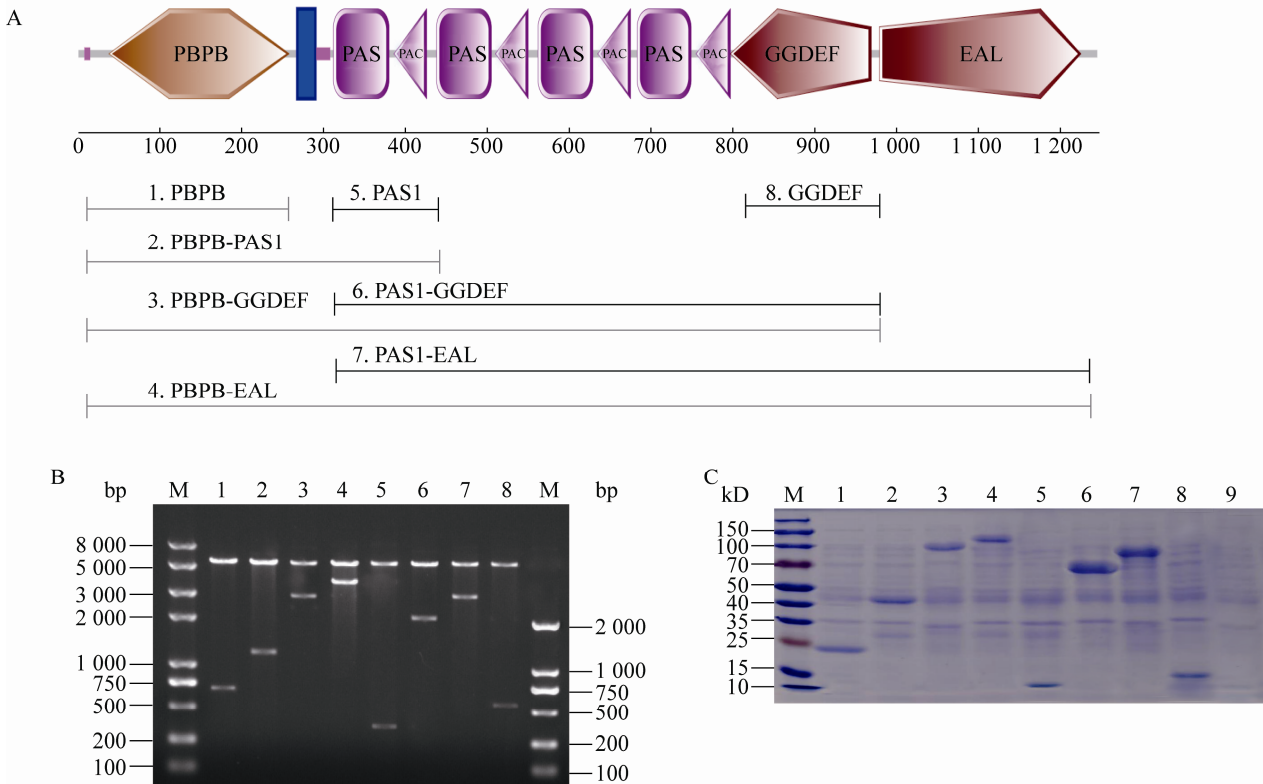 A
PBPB PAS PAC PAS PAC PAS PAC PAS PAC GGDEF EAL
0 100 200 300 400 500 600 700 800 900 1 000 1 100 1 200
1. PBPB 5. PAS1 8. GGDEF
2. PBPB-PAS1
3. PBPB-GGDEF 6. PAS1-GGDEF
7. PAS1-EAL
4. PBPB-EAL
B
bp M 1 2 3 4 5 6 7 8 M bp
8 000
5 000
3 000
2 000
1 000
750
500
200
100
2 000
1 000
750
500
200
100
C
kD M 1 2 3 4 5 6 7 8 9
150
100
70
50
40
35
25
15
10